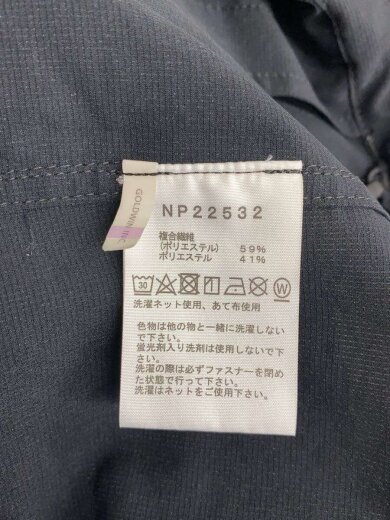 GOLDWIN INC.
NP22532
複合繊維
(ポリエステル) 59%
ポリエステル 41%
30 W
洗濯ネット使用、あて布使用
色物は他の物と一緒に洗濯しない
で下さい。
蛍光剤入り洗剤は使用しないで下
さい。
洗濯の際は必ずファスナーを閉め
た状態で行って下さい。
洗濯はネットをご使用下さい。